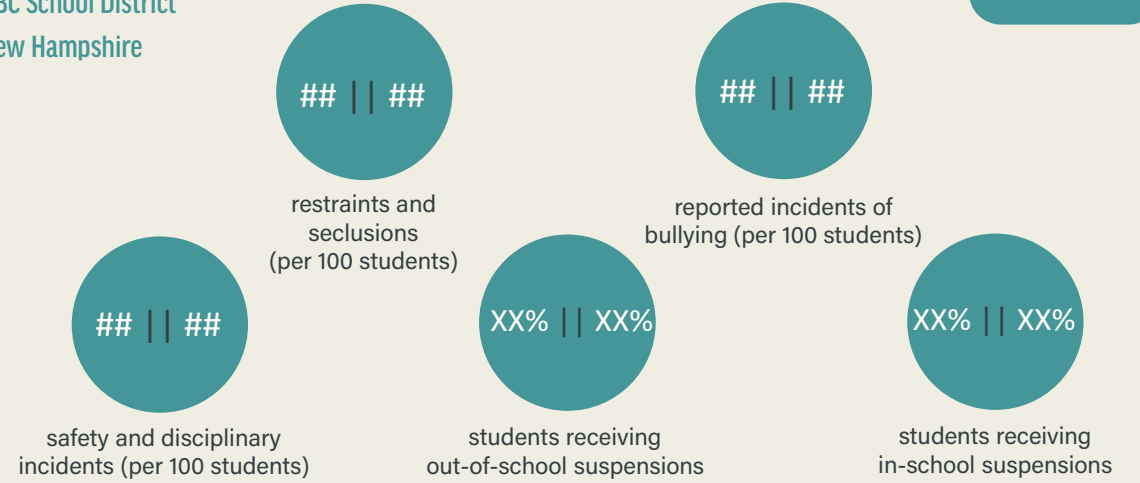 BC School District
ew Hampshire
## || ##
restraints and
seclusions
(per 100 students)
## || ##
reported incidents of
bullying (per 100 students)
## || ##
safety and disciplinary
incidents (per 100 students)
XX% || XX%
students receiving
out-of-school suspensions
XX% || XX%
students receiving
in-school suspensions